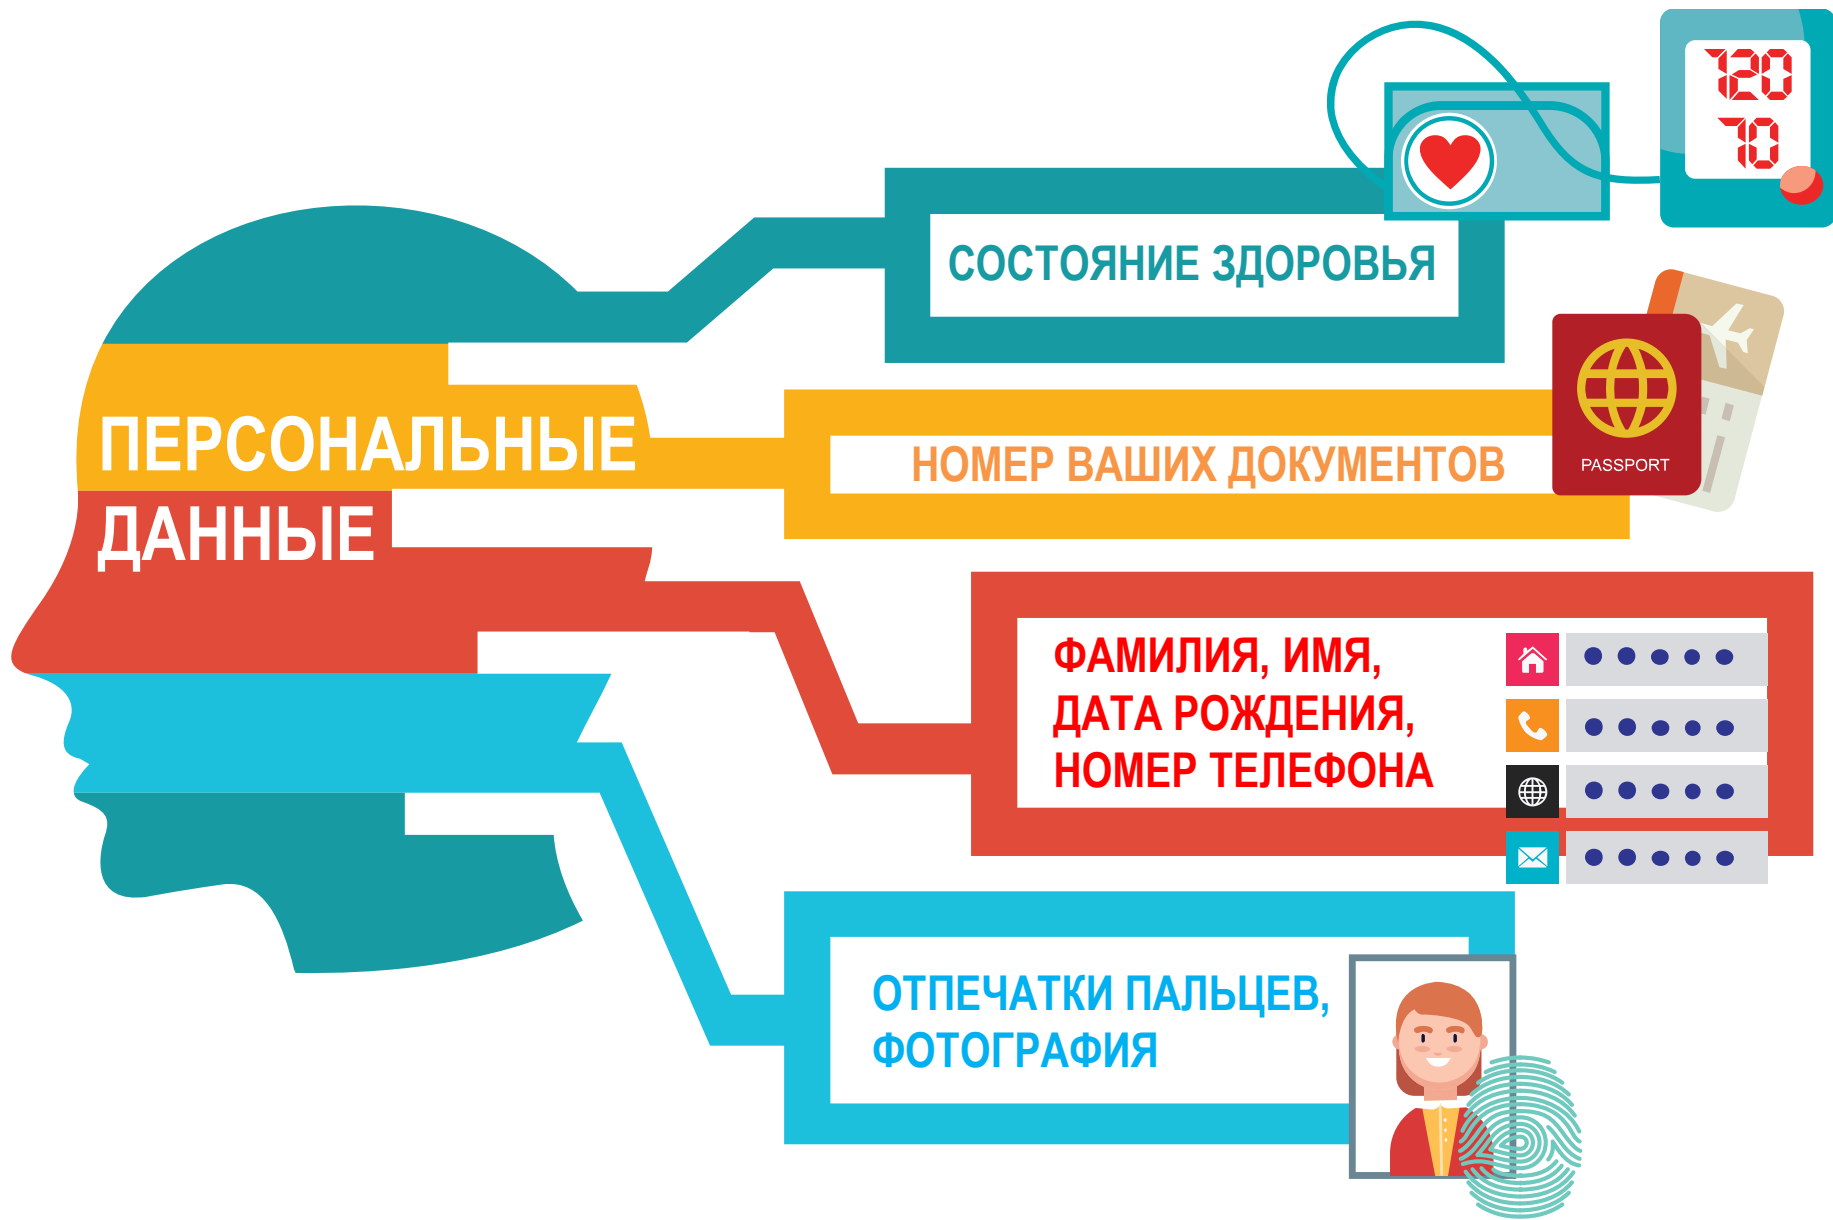 120
70
СОСТОЯНИЕ ЗДОРОВЬЯ
ПЕРСОНАЛЬНЫЕ
ДАННЫЕ
НОМЕР ВАШИХ ДОКУМЕНТОВ
PASSPORT
ФАМИЛИЯ, ИМЯ,
ДАТА РОЖДЕНИЯ,
НОМЕР ТЕЛЕФОНА
ОТПЕЧАТКИ ПАЛЬЦЕВ,
ФОТОГРАФИЯ